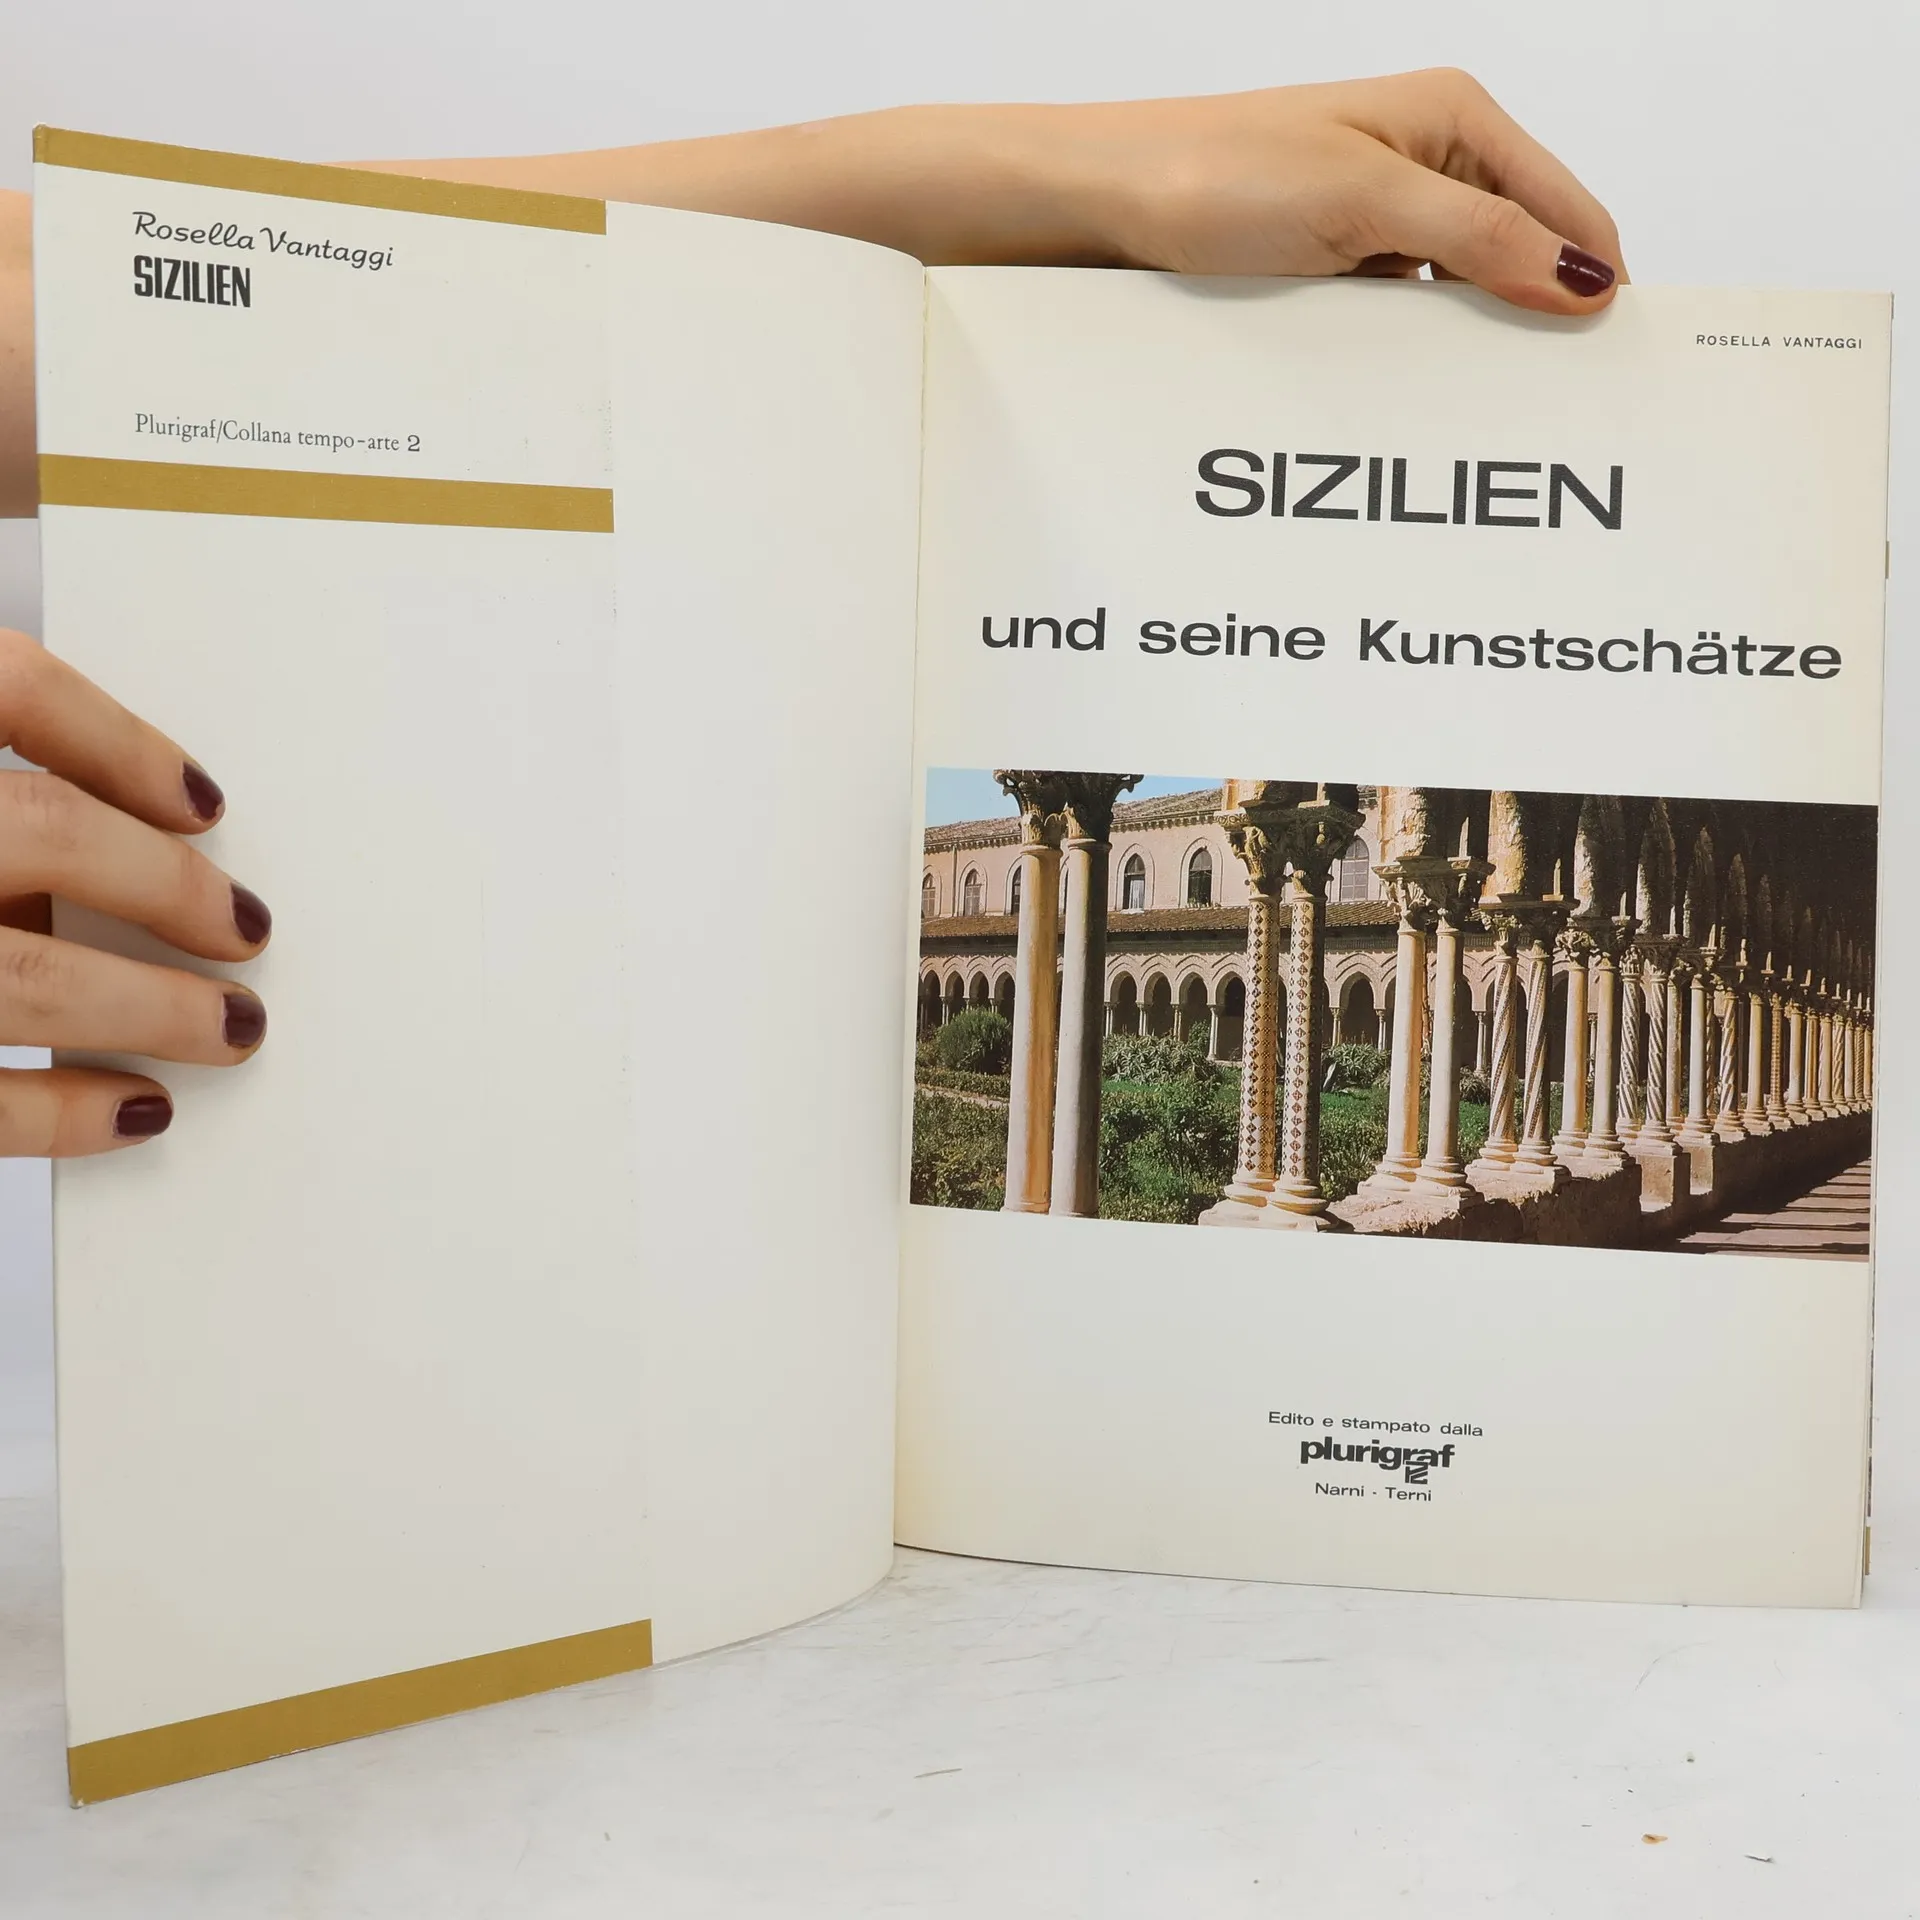 Rosella Vantaggi
SIZILIEN
Plurigraf/Collana tempo-arte 2
ROSELLA VANTAGGI
SIZILIEN
und seine Kunstschätze
Edito e stampato dalla
plurigraf
Narni - Terni